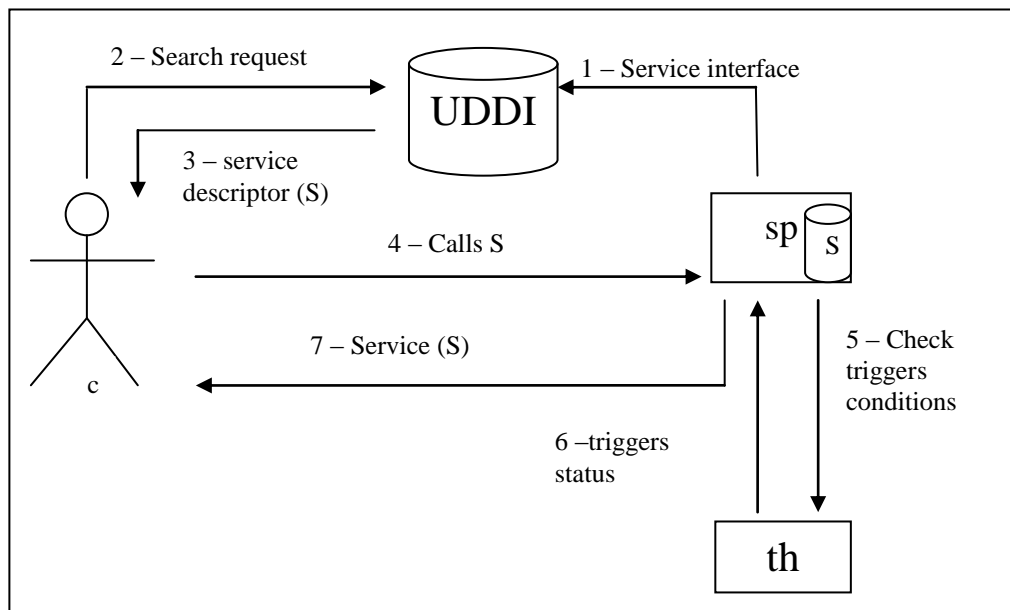 2 – Search request
1 – Service interface
UDDI
3 – service
descriptor (S)
sp
s
4 – Calls S
7 – Service (S)
5 – Check
triggers
conditions
c
6 –triggers
status
th